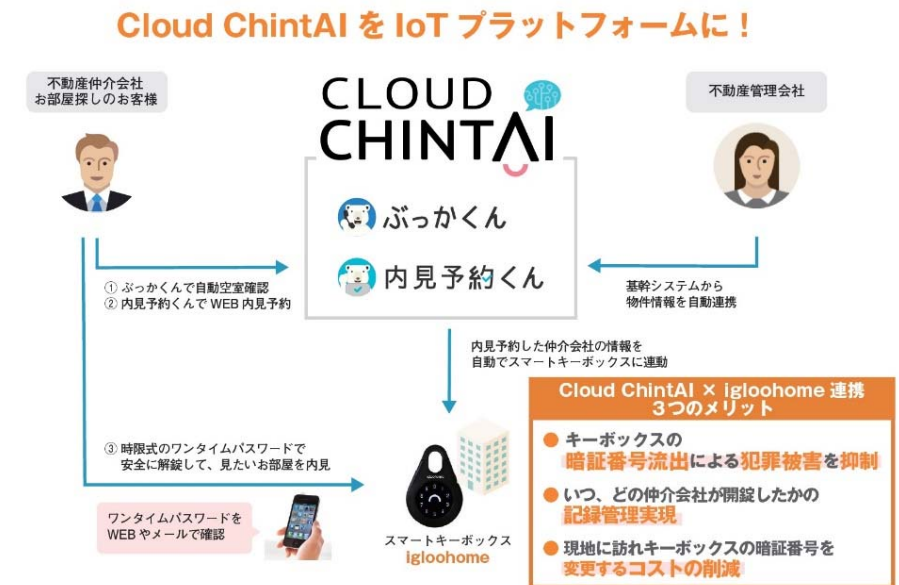 Cloud ChintAI を IoT プラットフォームに！
不動産仲介会社
お部屋探しのお客様
CLOUD
CHINTAI
不動産管理会社
ぶっかくん
内見予約くん
① ぶっかくんで自動空室確認
② 内見予約くんで WEB 内見予約
基幹システムから
物件情報を自動連携
内見予約した仲介会社の情報を
自動でスマートキーボックスに連動
③ 時限式のワンタイムパスワードで
安全に解錠して、見たいお部屋を内見
ワンタイムパスワードを
WEB やメールで確認
スマートキーボックス
igloohome
Cloud ChintAI × igloohome 連携
３つのメリット
● キーボックスの
暗証番号流出による犯罪被害を抑制
● いつ、どの仲介会社が開錠したかの
記録管理実現
● 現地に訪れキーボックスの暗証番号を
変更するコストの削減